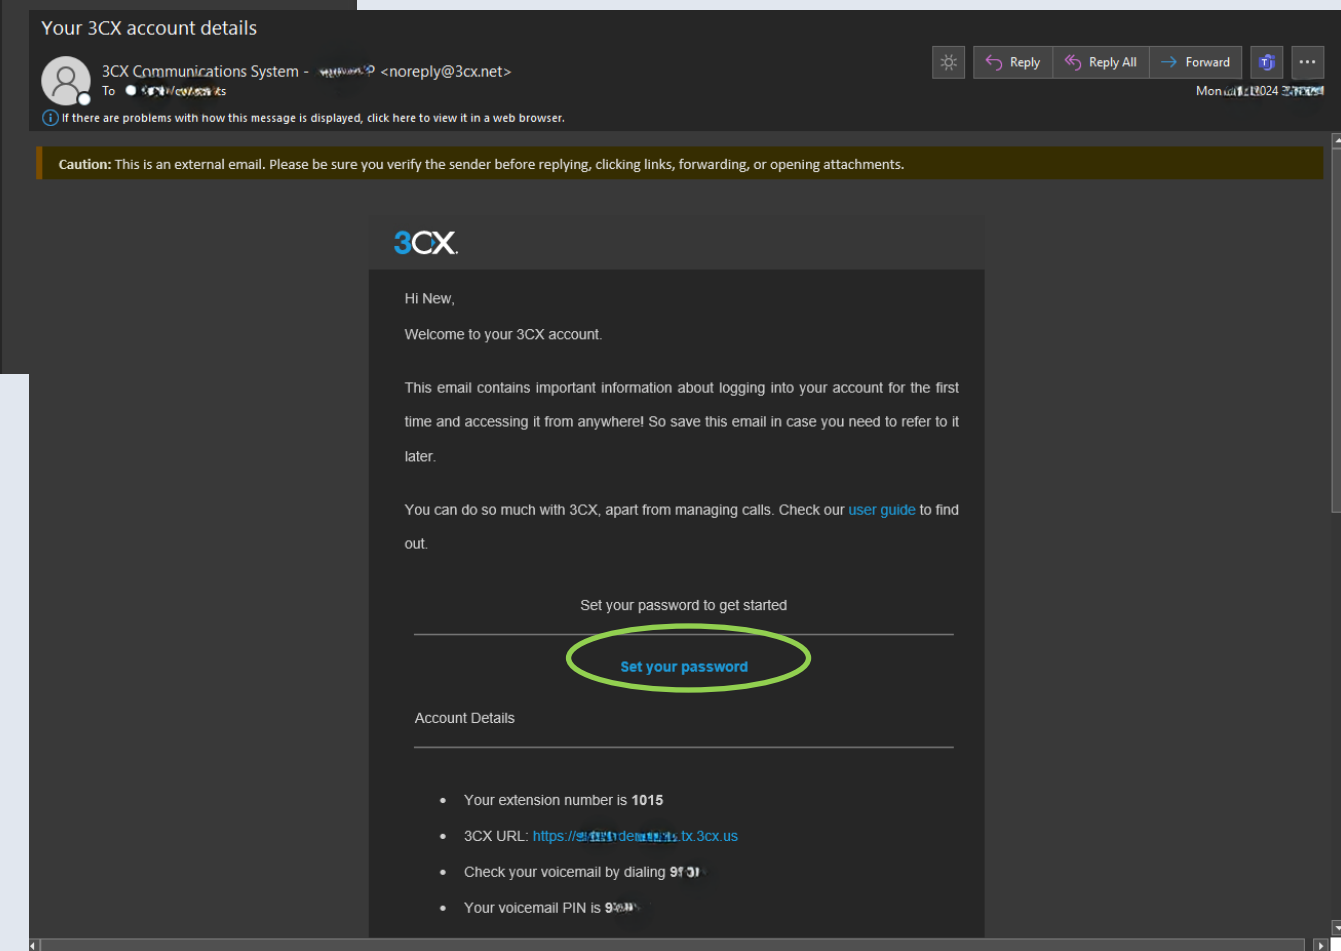 Your 3CX account details
3CX Communications System - <noreply@3cx.net>
Reply
Reply All
Forward
To
Mon 2024
If there are problems with how this message is displayed, click here to view it in a web browser.
Caution: This is an external email. Please be sure you verify the sender before replying, clicking links, forwarding, or opening attachments.
3CX.
Hi New,
Welcome to your 3CX account.
This email contains important information about logging into your account for the first
time and accessing it from anywhere! So save this email in case you need to refer to it
later.
You can do so much with 3CX, apart from managing calls. Check our user guide to find
out.
Set your password to get started
Set your password
Account Details
• Your extension number is 1015
• 3CX URL: https:// .tx.3cx.us
• Check your voicemail by dialing
• Your voicemail PIN is